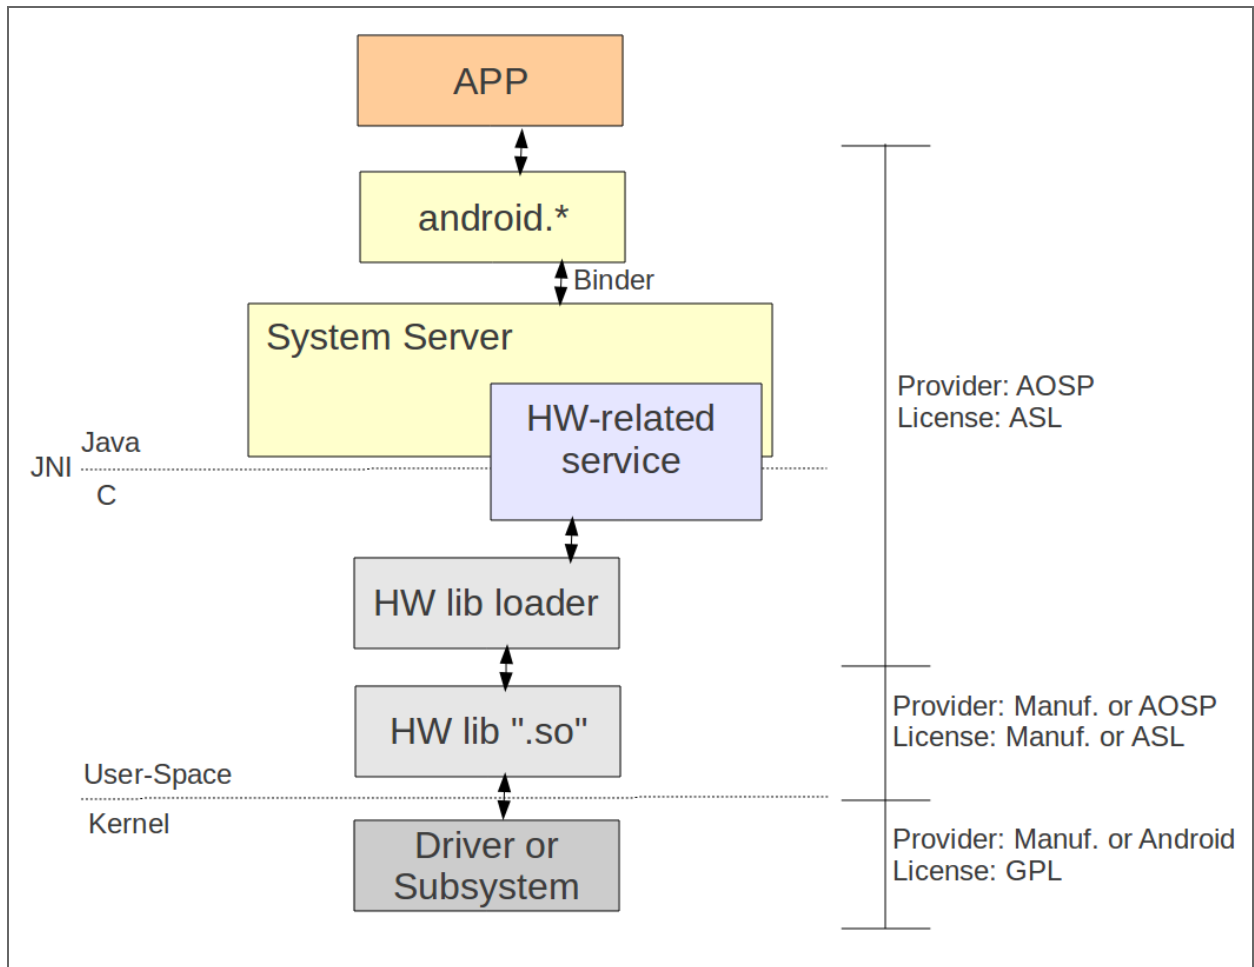 APP
android.*
Binder
System Server
HW-related
service
Java
JNI
C
HW lib loader
HW lib ".so"
User-Space
Kernel
Driver or
Subsystem
Provider: AOSP
License: ASL
Provider: Manuf. or AOSP
License: Manuf. or ASL
Provider: Manuf. or Android
License: GPL